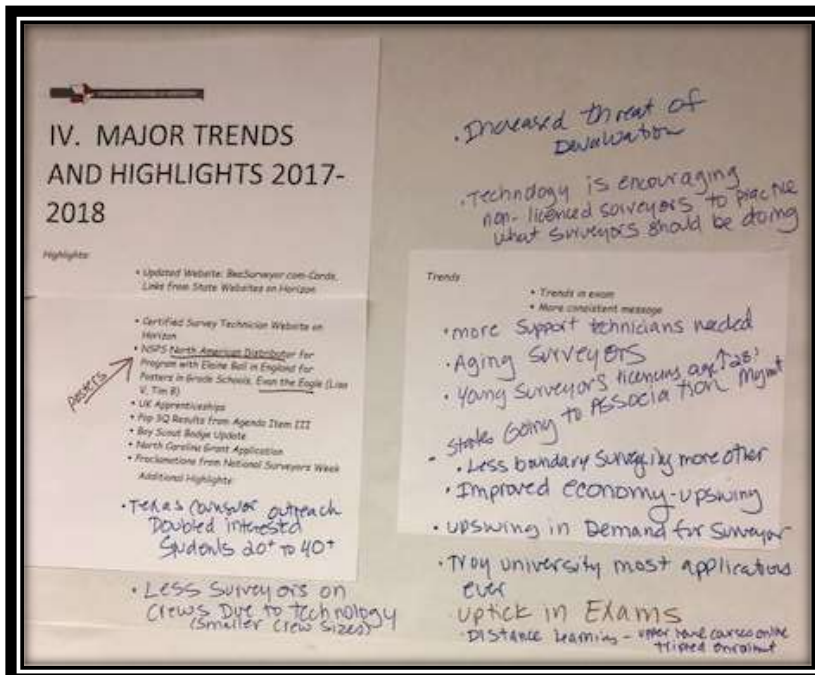 IV. MAJOR TRENDS
AND HIGHLIGHTS 2017-
2018
Highlights:
• Updated Website: BeaSurveyor.com-Cards,
Links from State Websites on Horizon
• Certified Survey Technician Website on
Horizon
• NSPS North American Distributor for
Program with Elaine Ball in England for
Posters in Grade Schools, Evan the Eagle (Lisa
V, Tim B)
posters
• UK Apprenticeships
• Pop SQ Results from Agenda Item III
• Boy Scout Badge Update
• North Carolina Grant Application
• Proclamations from National Surveyors Week
Additional Highlights:
• Texas outreach
Doubled interested
Students 20+ to 40+
• Less Surveyors on
Crews Due to Technology
(Smaller Crew Sizes)
• Increased threat of
Devaluation
• Technology is encouraging
non-licenced surveyors to practice
what surveyors should be doing
Trends
• Trends in exam
• More consistent message
• more Support technicians needed
• Aging Surveyors
• Young Surveyors age ↑ 28!
• States Going to Association Mgmt
• Less boundary Surveying more other
• Improved economy - upswing
• upswing in Demand for Surveyor
• Troy university most applications
ever
uptick in Exams
• Distance Learning - courses online
enrollment